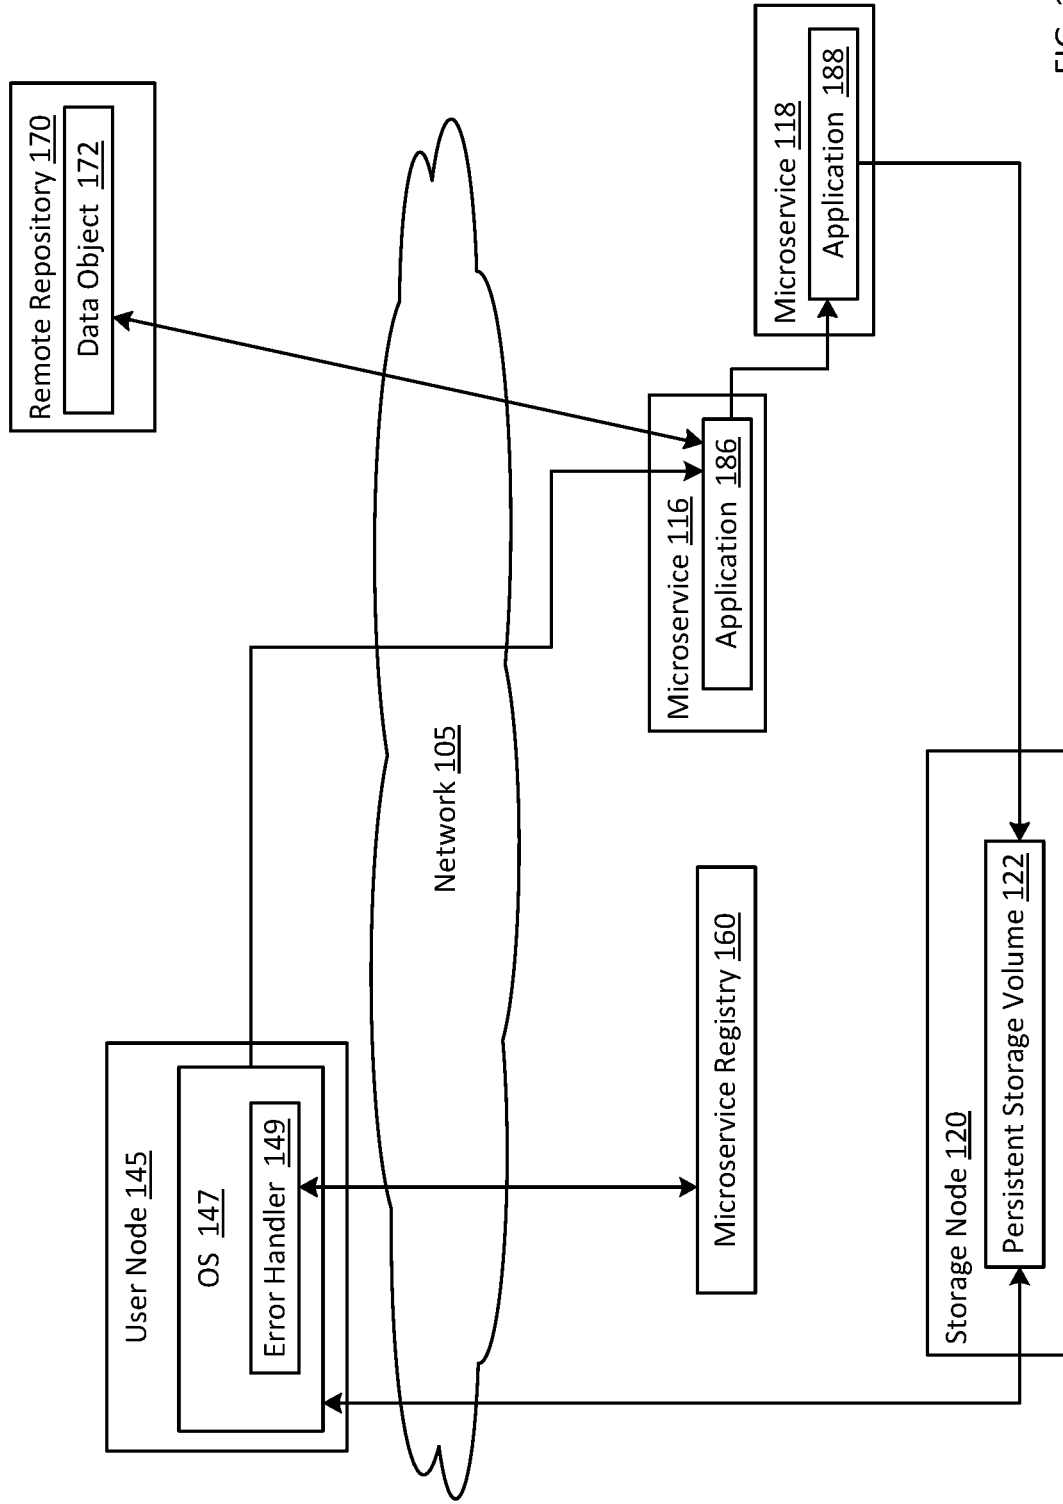 User Node 145
OS 147
Error Handler 149
Remote Repository 170
Data Object 172
Network 105
Microservice Registry 160
Microservice 116
Application 186
Microservice 118
Application 188
Storage Node 120
Persistent Storage Volume 122
FIG.